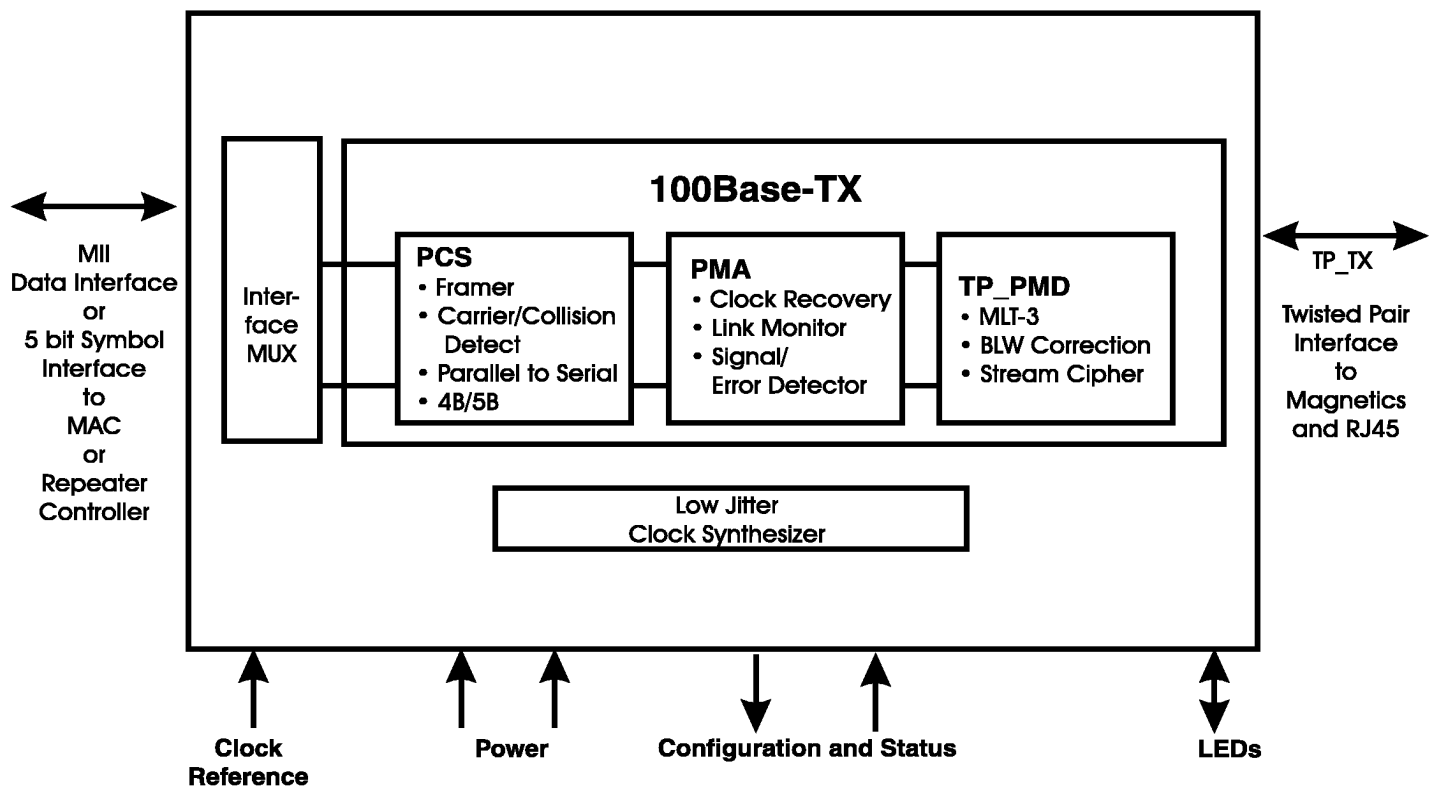 100Base-TX
MII
Data Interface
or
5 bit Symbol
Interface
to
MAC
or
Repeater
Controller
Inter-
face
MUX
PCS
• Framer
• Carrier/Collision
Detect
• Parallel to Serial
• 4B/5B
PMA
• Clock Recovery
• Link Monitor
• Signal/
Error Detector
TP_PMD
• MLT-3
• BLW Correction
• Stream Cipher
TP_TX
Twisted Pair
Interface
to
Magnetics
and RJ45
Low Jitter
Clock Synthesizer
Clock
Reference
Power
Configuration and Status
LEDs